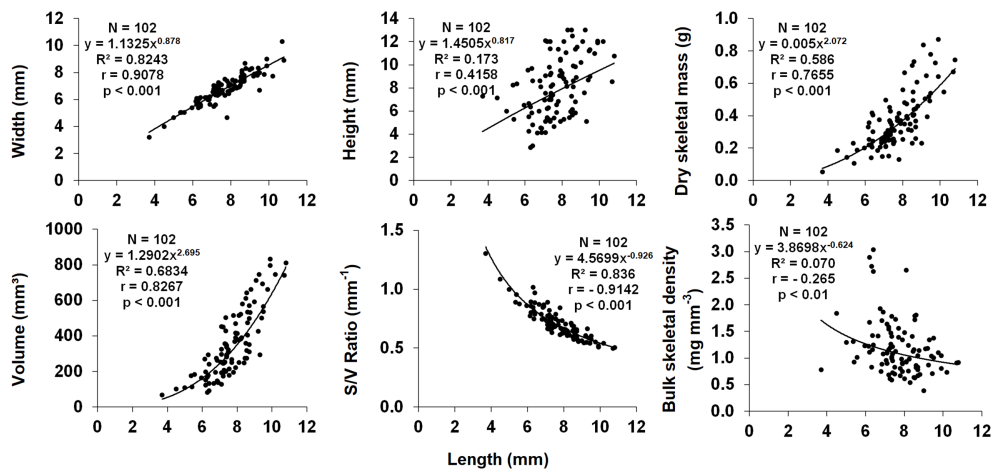 Width (mm)
12
10
8
6
4
2
0
N = 102
y = 1.1325x^0.878
R² = 0.8243
r = 0.9078
p < 0.001
0 2 4 6 8 10 12
Height (mm)
14
12
10
8
6
4
2
0
N = 102
y = 1.4505x^0.817
R² = 0.173
r = 0.4158
p < 0.001
0 2 4 6 8 10 12
Dry skeletal mass (g)
1.0
0.8
0.6
0.4
0.2
0.0
N = 102
y = 0.005x^2.072
R² = 0.586
r = 0.7655
p < 0.001
0 2 4 6 8 10 12
Volume (mm³)
1000
800
600
400
200
0
N = 102
y = 1.2902x^2.695
R² = 0.6834
r = 0.8267
p < 0.001
0 2 4 6 8 10 12
S/V Ratio (mm^-1)
1.5
1.0
0.5
0.0
N = 102
y = 4.5699x^-0.926
R² = 0.836
r = - 0.9142
p < 0.001
0 2 4 6 8 10 12
Bulk skeletal density
(mg mm^-3)
3.5
3.0
2.5
2.0
1.5
1.0
0.5
0.0
N = 102
y = 3.8698x^-0.624
R² = 0.070
r = - 0.265
p < 0.01
0 2 4 6 8 10 12
Length (mm)